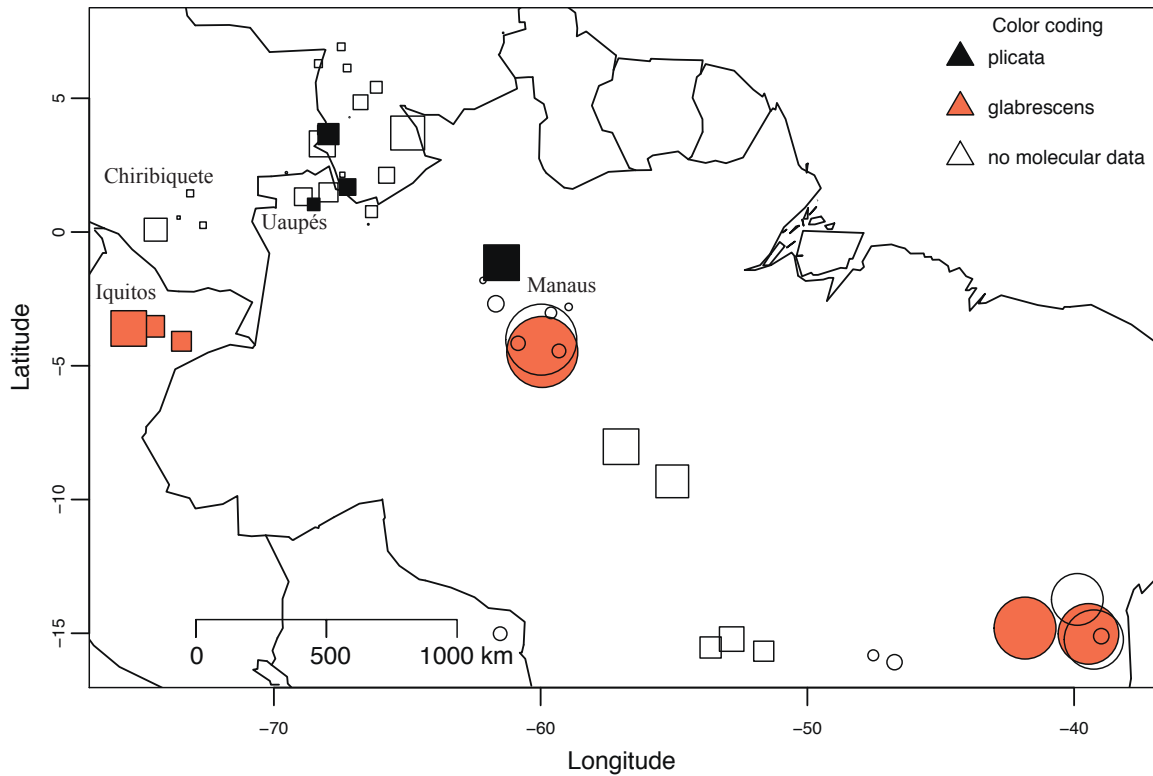 Color coding
plicata
glabrescens
no molecular data
Chiribiquete
Uaupés
Iquitos
Manaus
5
0
−5
−10
−15
Latitude
0 500 1000 km
−70 −60 −50 −40
Longitude